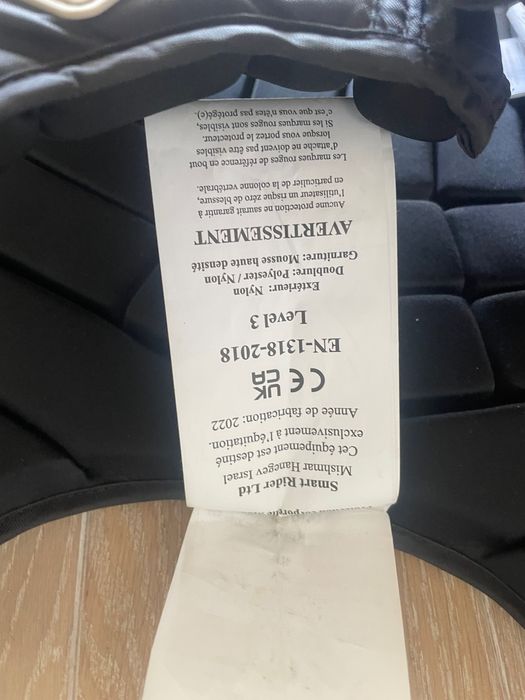 Smart Rider Ltd
Mishmar Hanegev Israel
Cet équipement est destiné
exclusivement à l'équitation.
Année de fabrication: 2022
CE UK CA
EN-1318-2018
Level 3
Extérieur: Nylon
Doublure: Polyester / Nylon
Garniture: Mousse haute densité
AVERTISSEMENT
Aucune protection ne saurait garantir à
l'utilisateur un risque zéro de blessure,
en particulier de la colonne vertébrale.
Les marques rouges de référence en bout
d'attache ne doivent pas être visibles
lorsque vous portez le protecteur.
Si les marques rouges sont visibles,
c'est que vous n'êtes pas protégé(e).